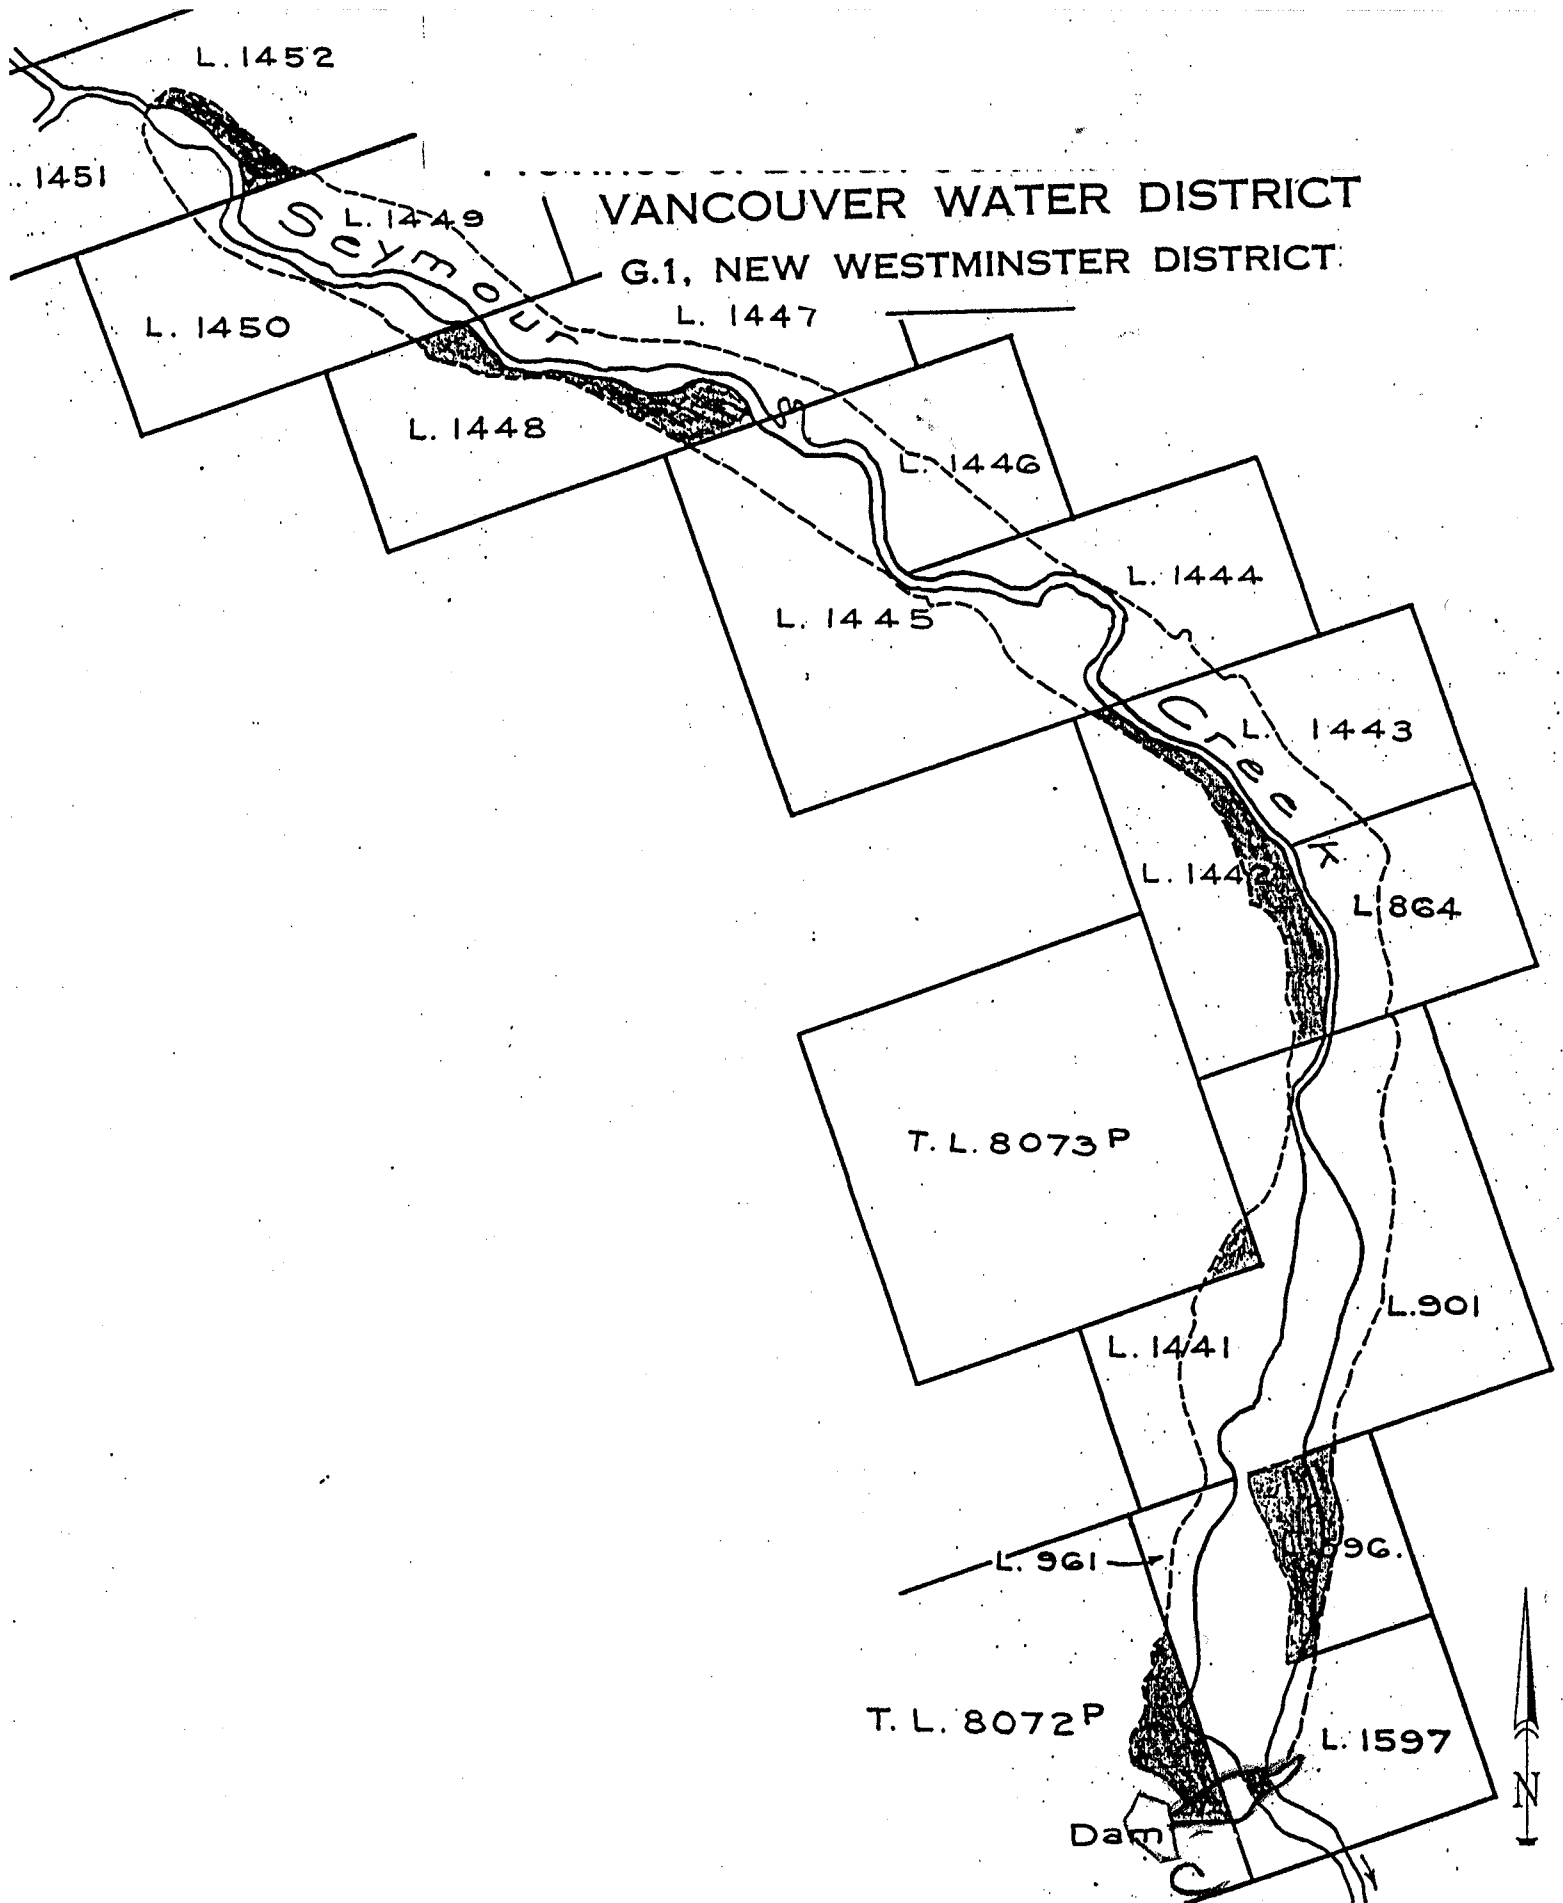 L. 1452
. 1451
VANCOUVER WATER DISTRICT
L. 1449
Seymour
G.1, NEW WESTMINSTER DISTRICT
L. 1447
L. 1450
L. 1448
L. 1446
L. 1444
L. 1445
Creek
L. 1443
L. 1442
L 864
T. L. 8073 P
L. 901
L. 1441
L. 961
96.
T. L. 8072 P
L. 1597
N
Dam